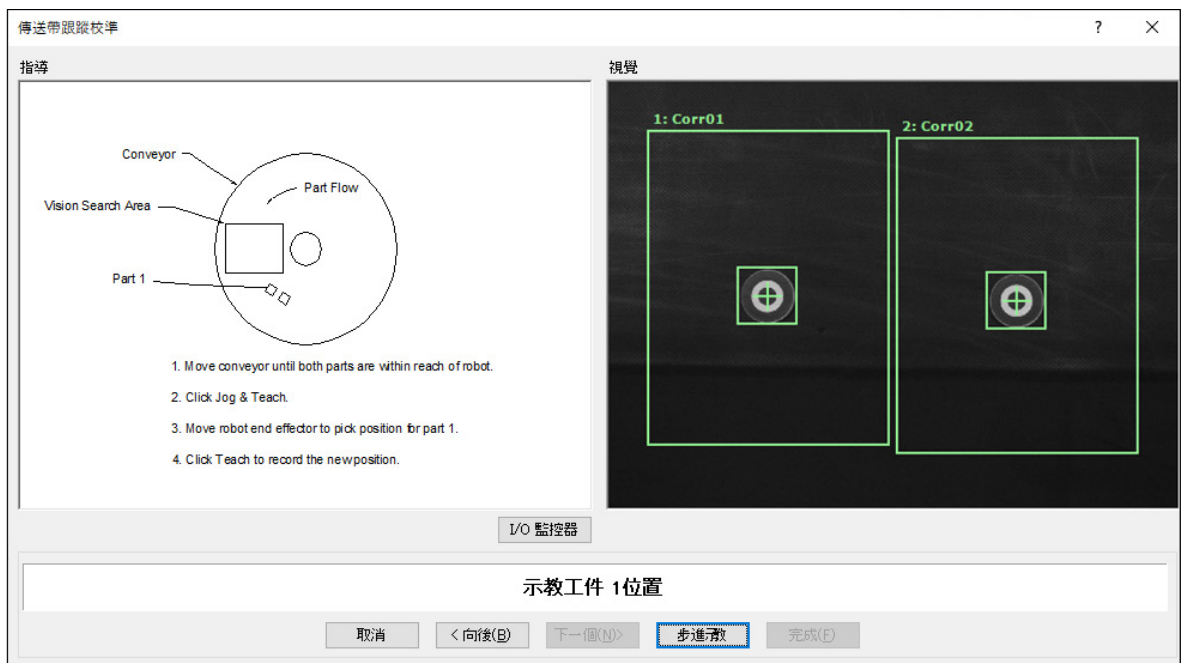 傳送帶跟蹤校準
?
指導
視覺
Conveyor
Part Flow
Vision Search Area
Part 1
1. Move conveyor until both parts are within reach of robot.
2. Click Jog & Teach.
3. Move robot end effector to pick position for part 1.
4. Click Teach to record the new position.
1: Corr01
2: Corr02
I/O 監控器
示教工件 1位置
取消
< 向後(B)
下一個(N)>
步進示教
完成(F)